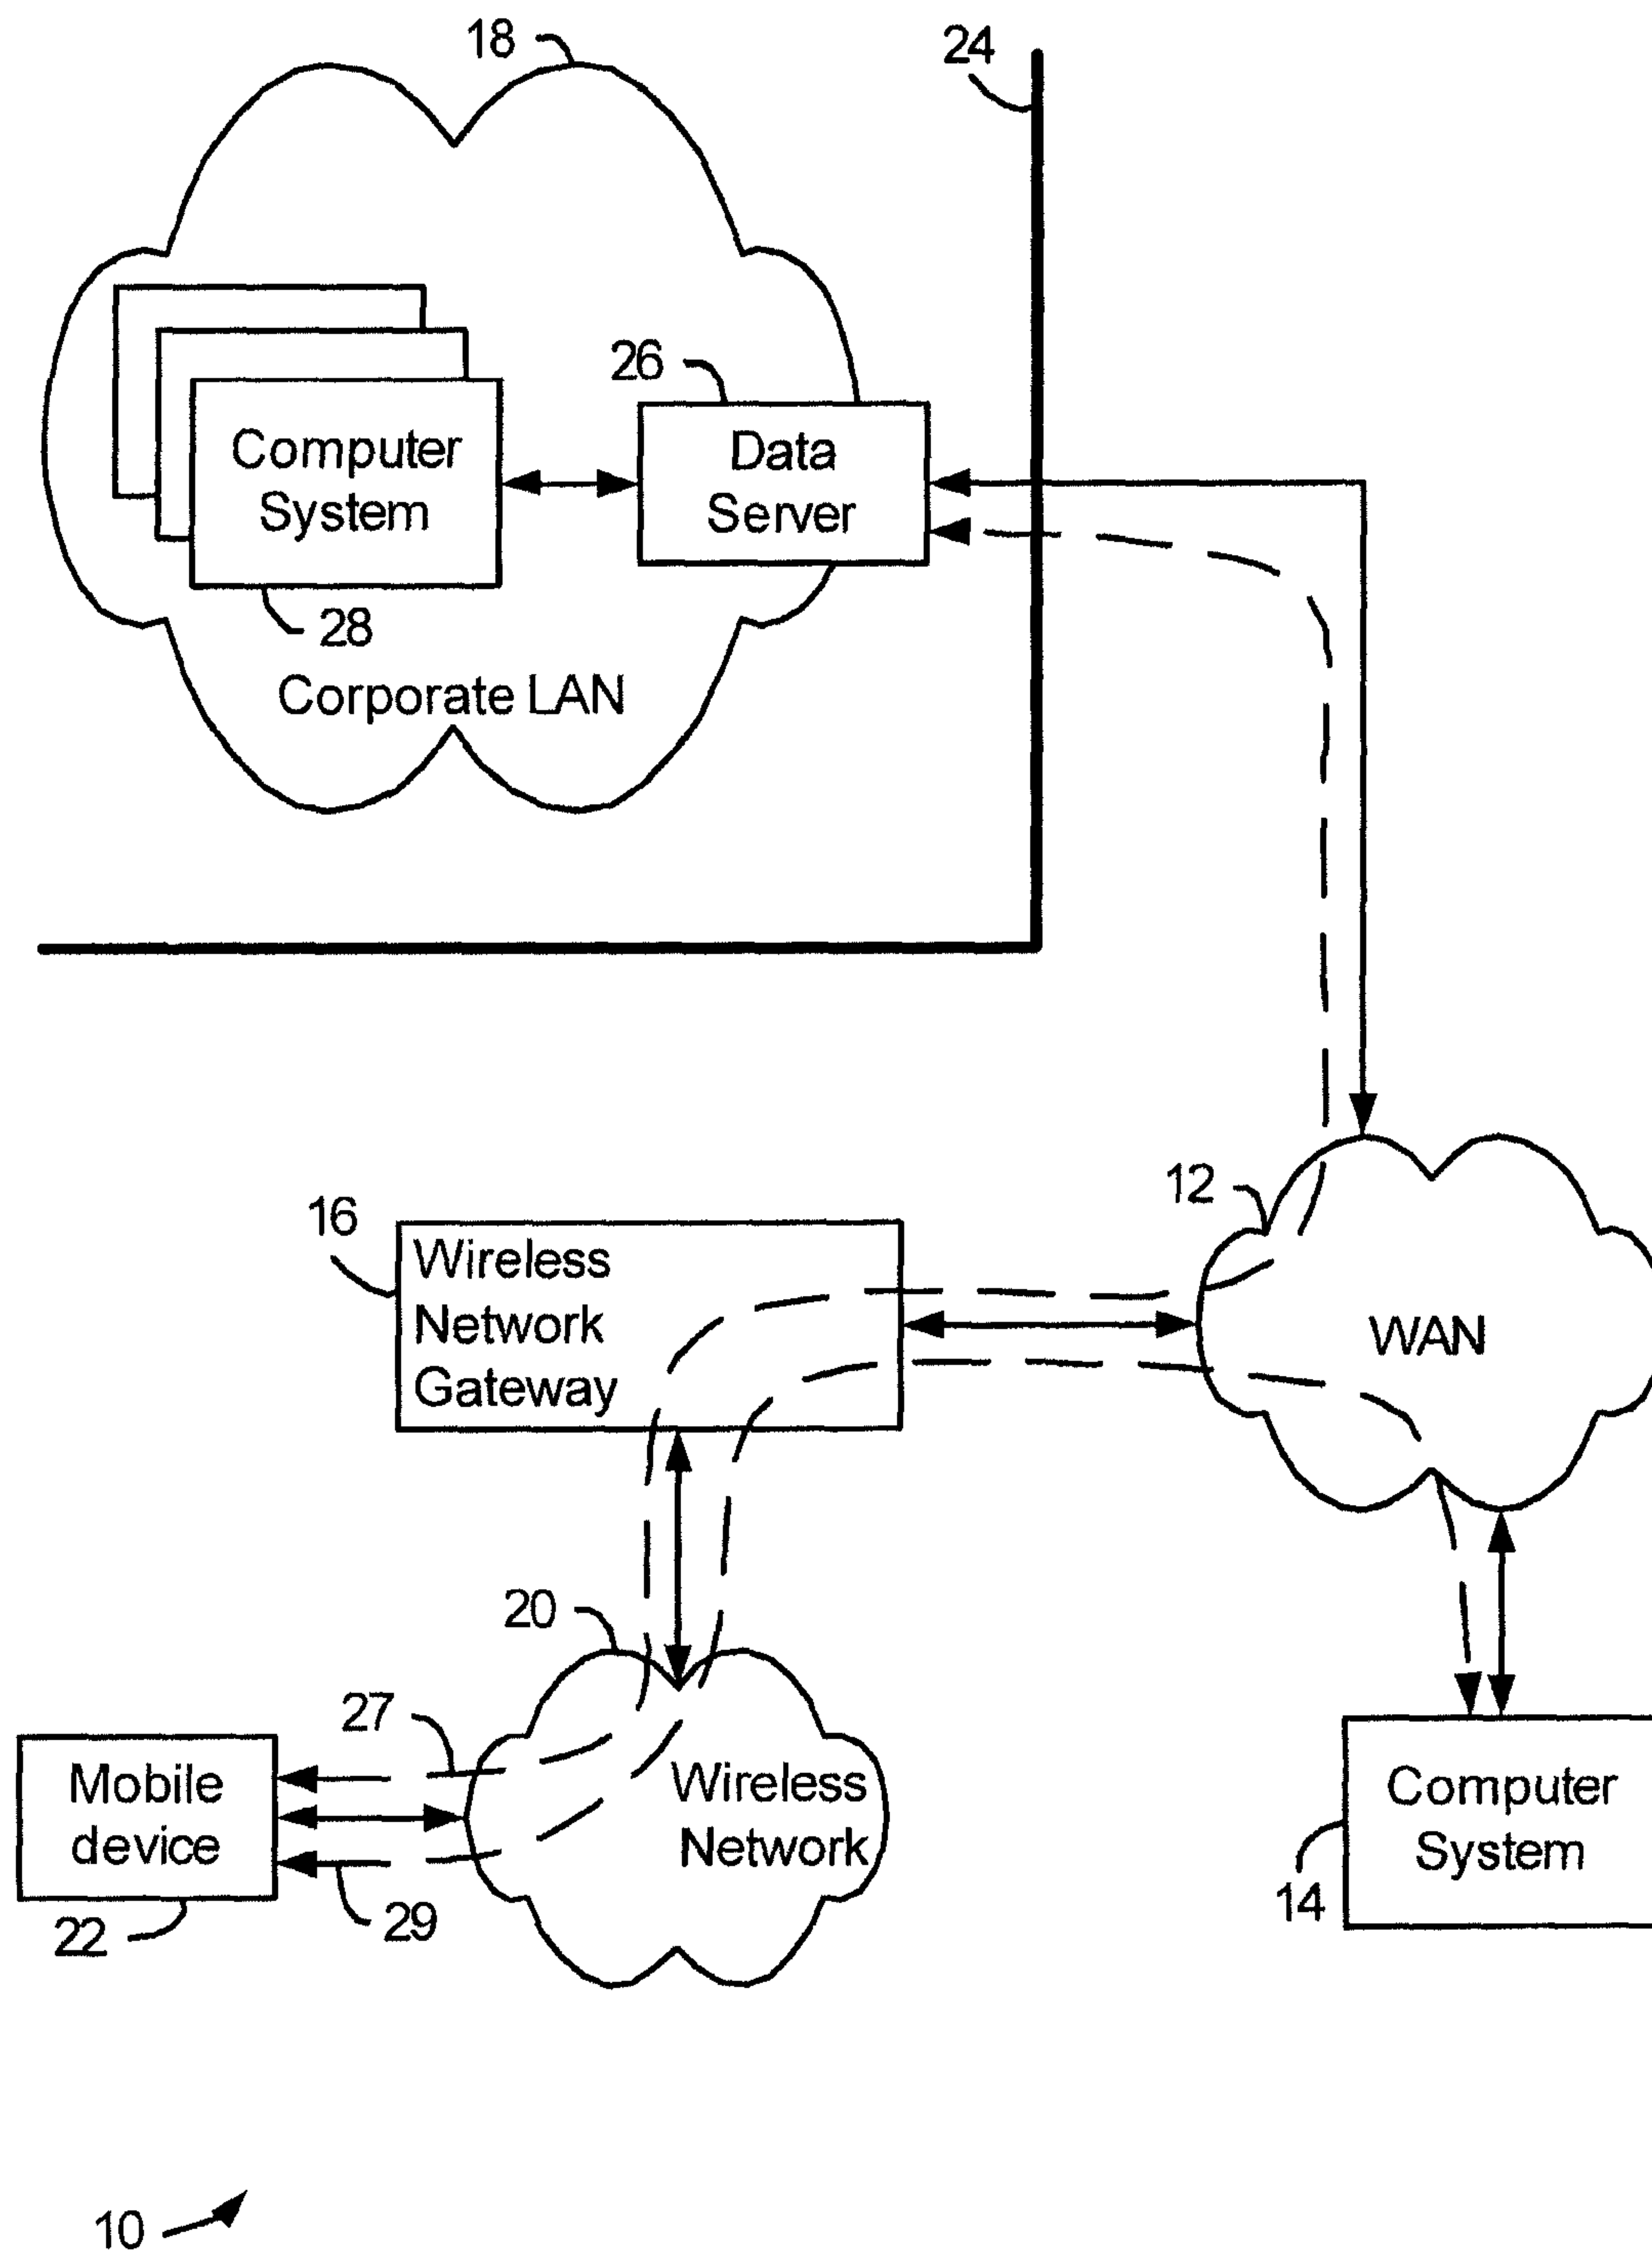 18
24
26
Computer
System
Data
Server
28
Corporate LAN
12
16
Wireless
Network
Gateway
WAN
20
27
Mobile
device
Wireless
Network
Computer
System
14
22
29
10